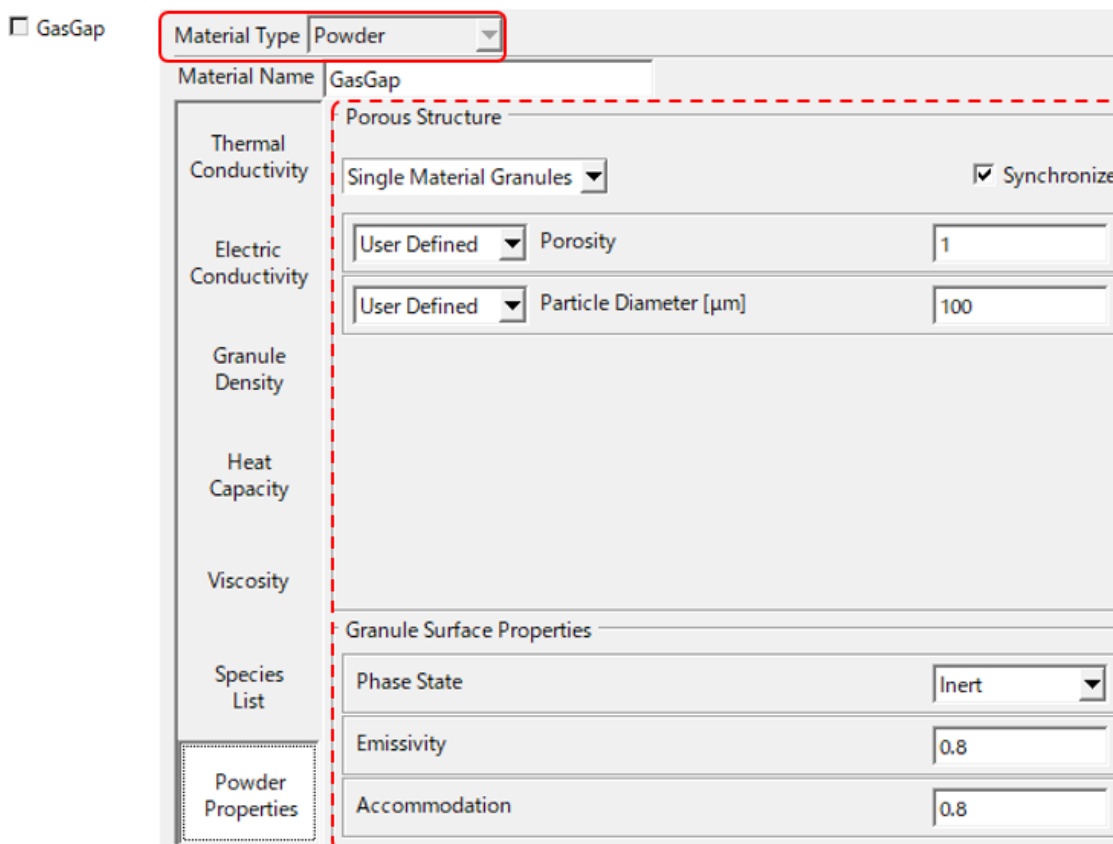 GasGap
Material Type Powder
Material Name GasGap
Porous Structure
Thermal
Conductivity
Single Material Granules
Synchronize
User Defined Porosity 1
Electric
Conductivity
User Defined Particle Diameter [μm] 100
Granule
Density
Heat
Capacity
Viscosity
Granule Surface Properties
Species
List
Phase State Inert
Emissivity 0.8
Powder
Properties
Accommodation 0.8